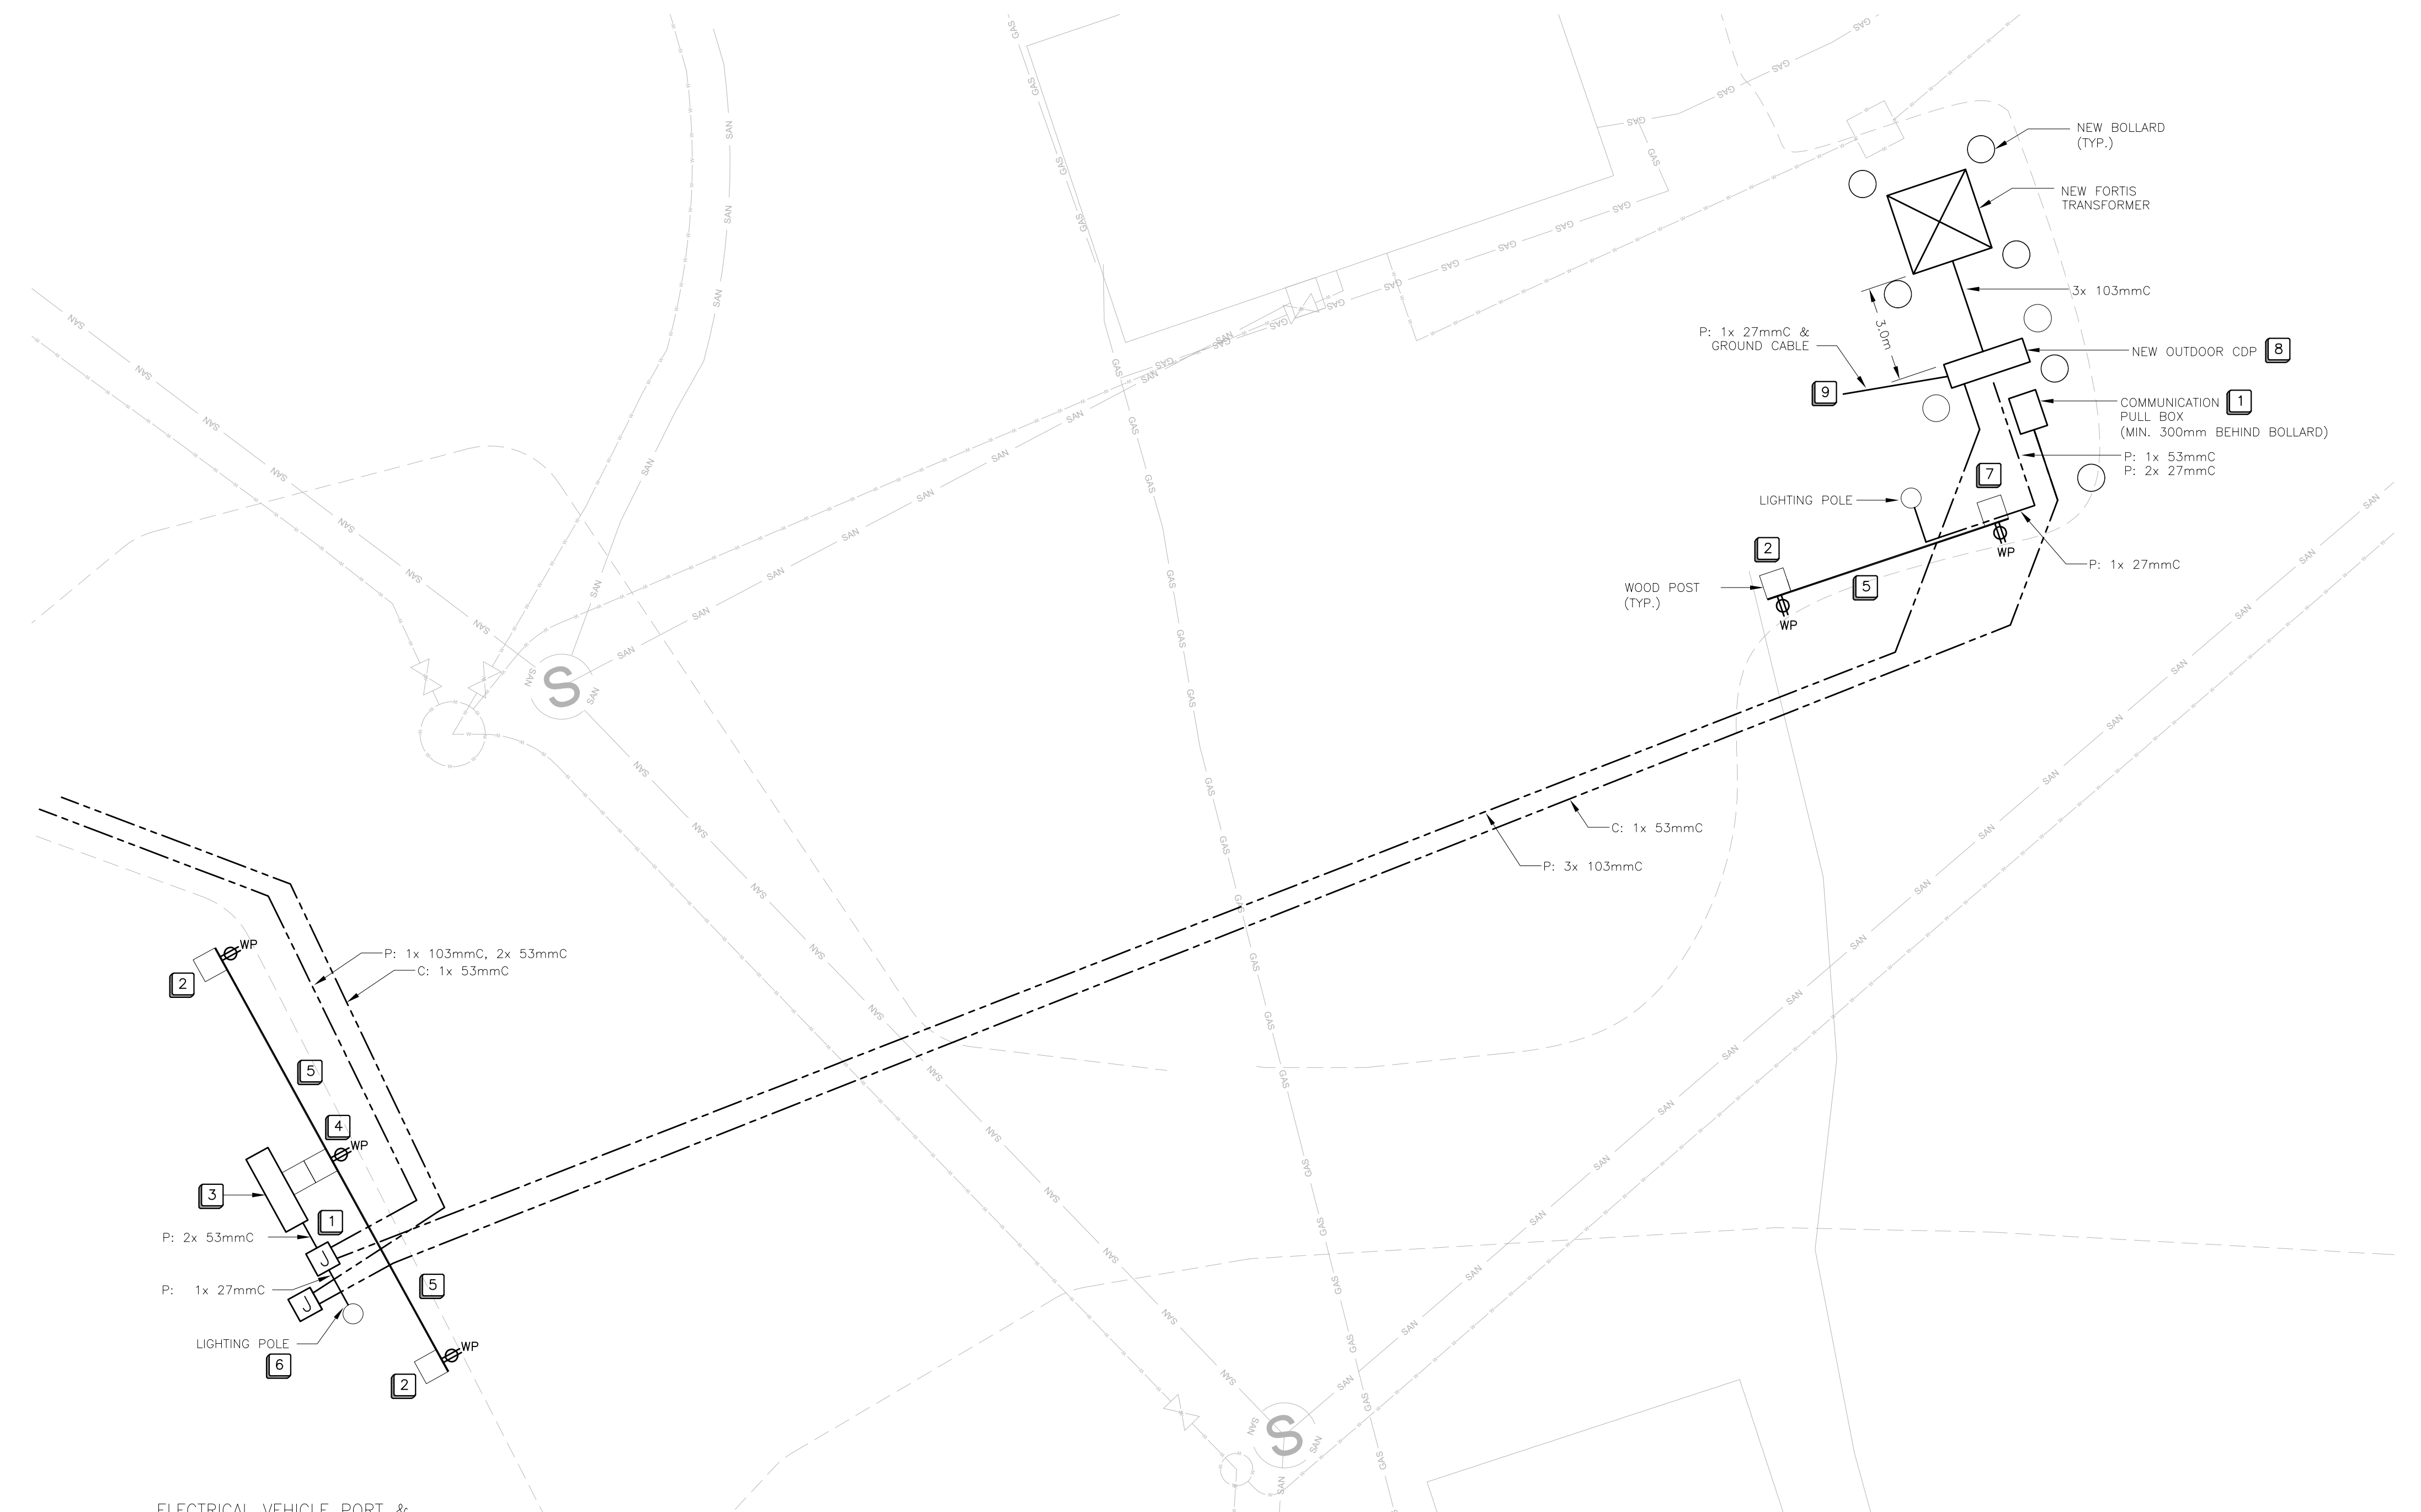 NEW BOLLARD
(TYP.)
NEW FORTIS
TRANSFORMER
3x 103mmC
3.0m
P: 1x 27mmC &
GROUND CABLE
NEW OUTDOOR CDP 8
9
COMMUNICATION 1
PULL BOX
(MIN. 300mm BEHIND BOLLARD)
P: 1x 53mmC
P: 2x 27mmC
7
LIGHTING POLE
WP
2
P: 1x 27mmC
WOOD POST
(TYP.)
5
WP
C: 1x 53mmC
P: 3x 103mmC
WP
P: 1x 103mmC, 2x 53mmC
C: 1x 53mmC
2
5
4
WP
3
1
P: 2x 53mmC
J
P: 1x 27mmC
J
5
LIGHTING POLE
6
WP
2
S
S
SAN
GAS
W
ELECTRICAL VEHICLE PORT &